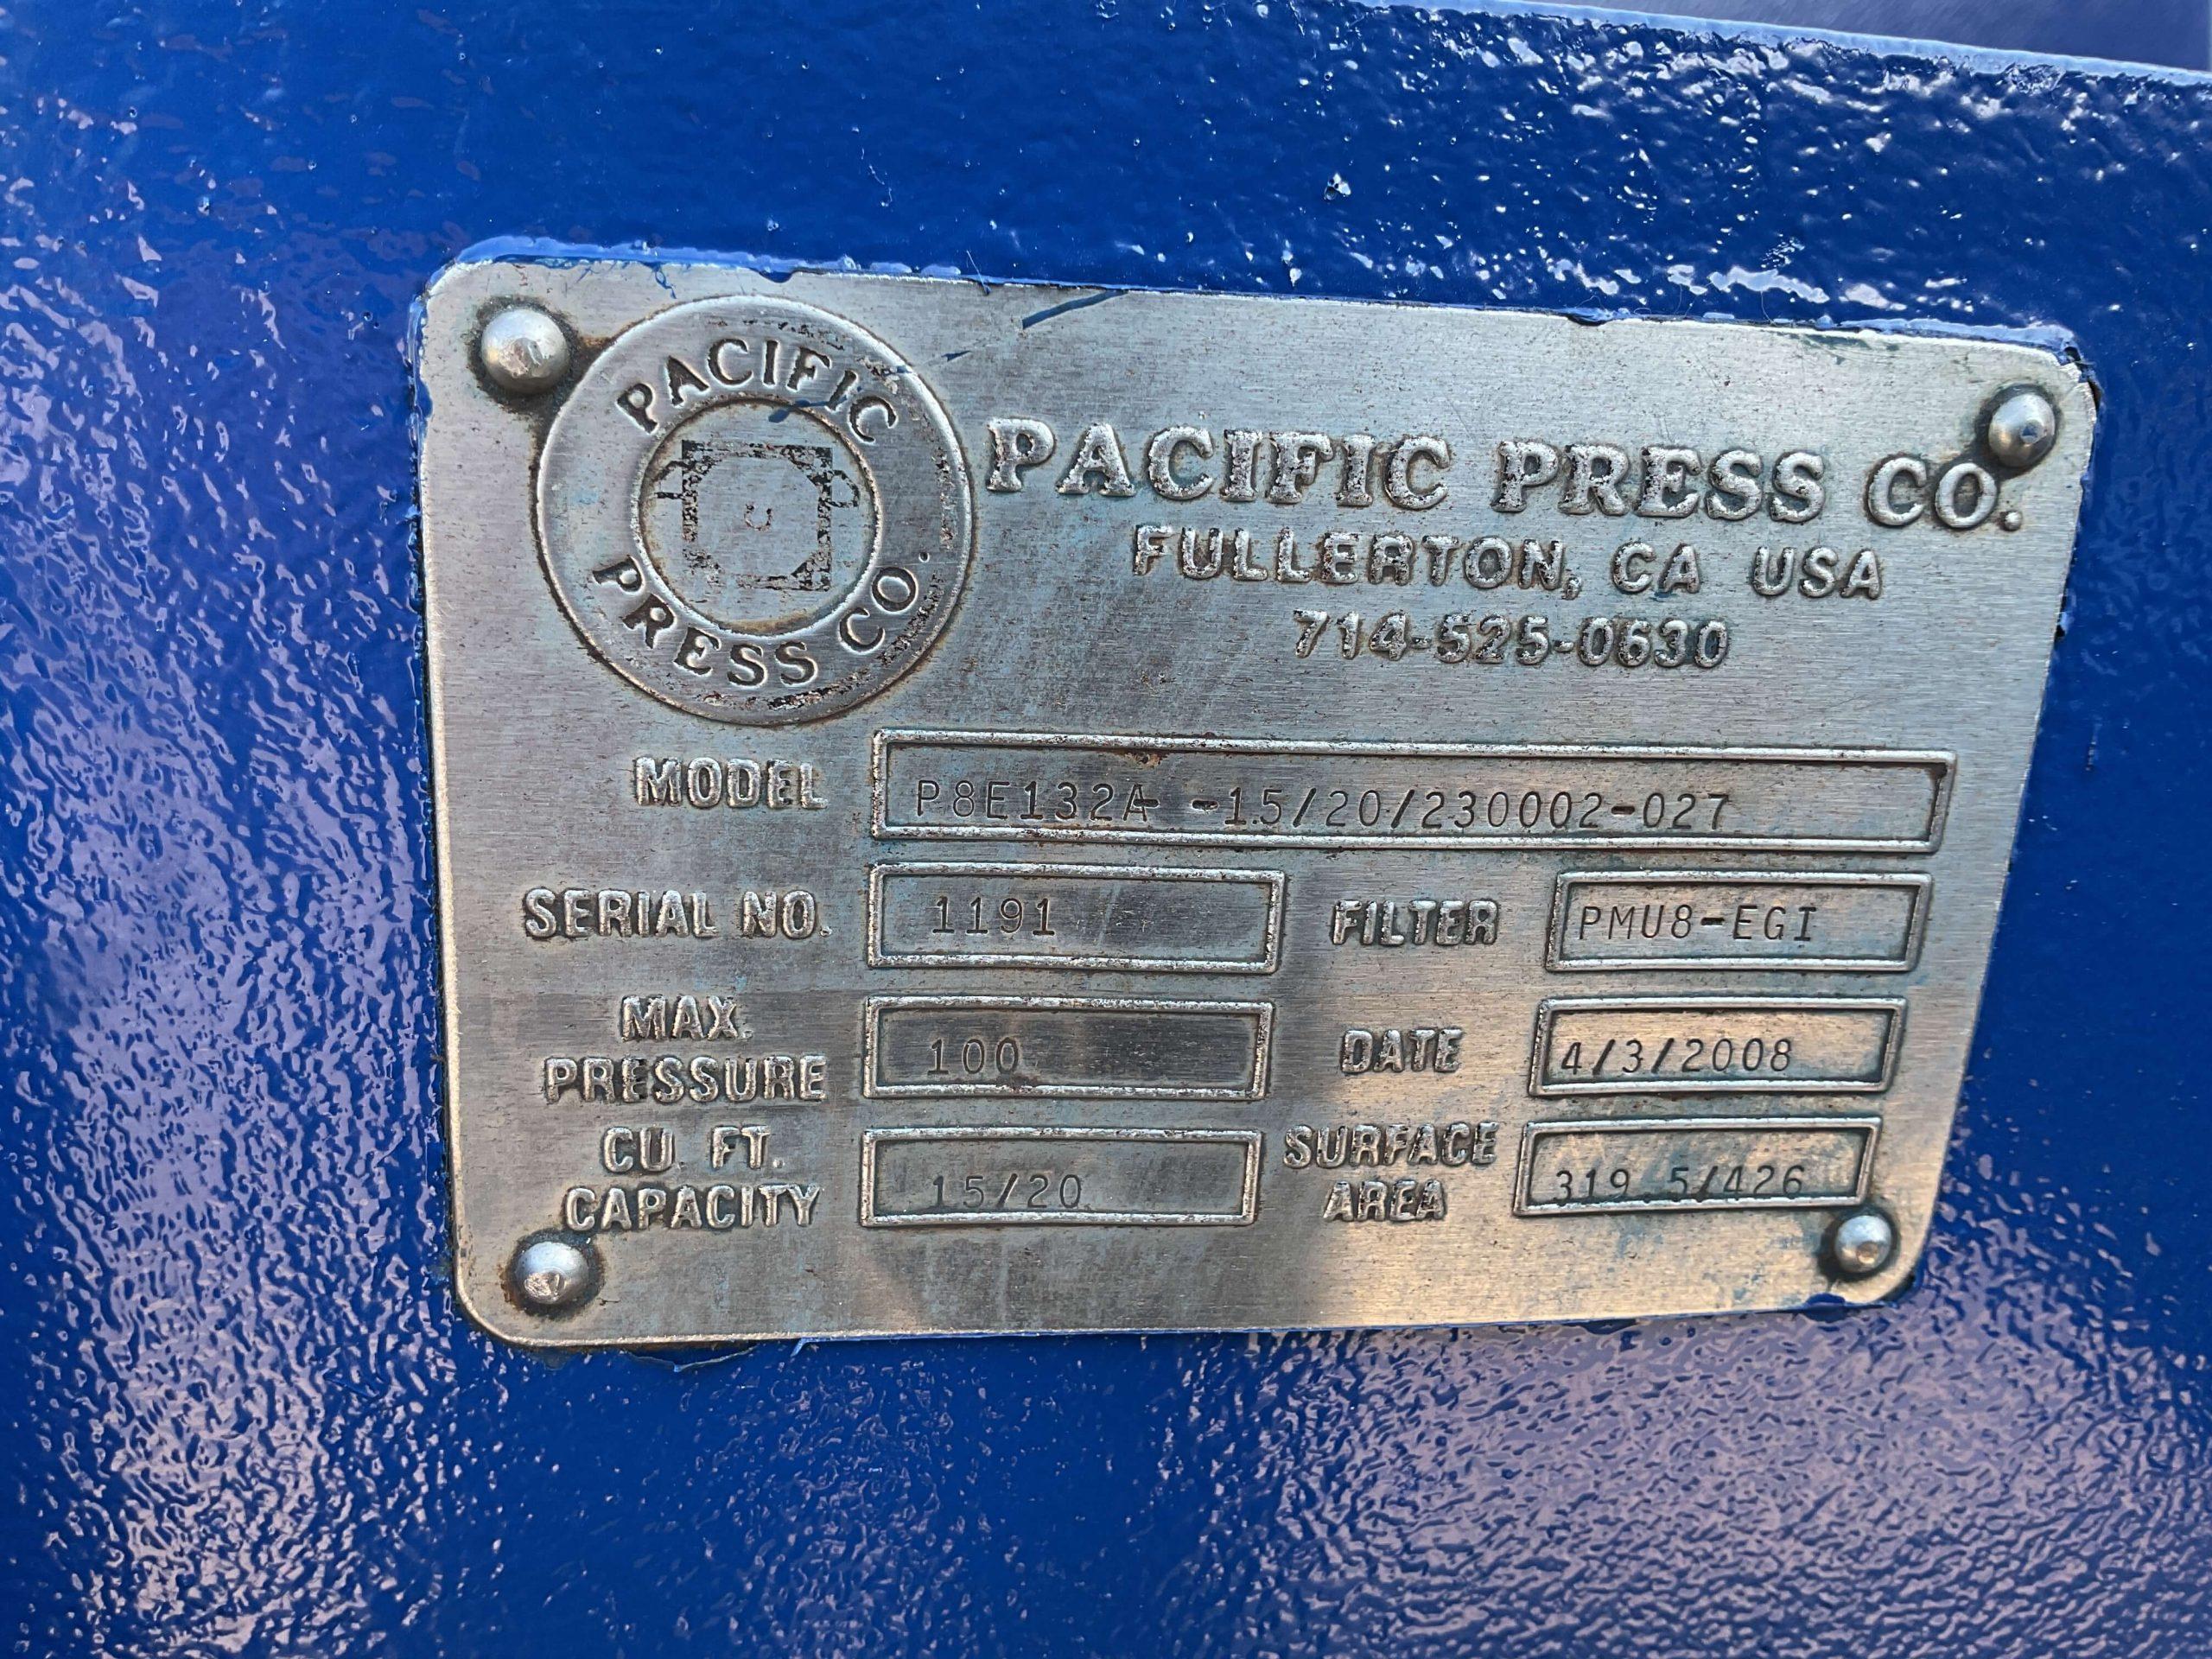 PACIFIC
PRESS CO.
PACIFIC PRESS CO.
FULLERTON, CA USA
714-525-0630
MODEL P8E132A- -15/20/230002-027
SERIAL NO. 1191 FILTER PMU8-EGI
MAX. PRESSURE 100 DATE 4/3/2008
CU. FT. CAPACITY 15/20 SURFACE AREA 319.5/426